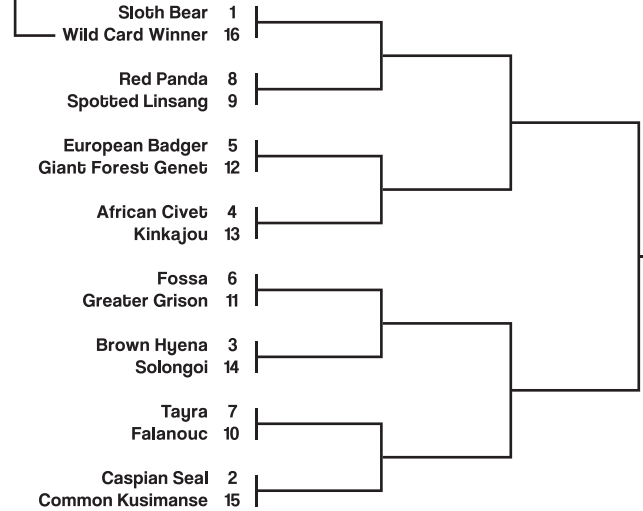 Sloth Bear 1
Wild Card Winner 16
Red Panda 8
Spotted Linsang 9
European Badger 5
Giant Forest Genet 12
African Civet 4
Kinkajou 13
Fossa 6
Greater Grison 11
Brown Hyena 3
Solongoi 14
Tayra 7
Falanouc 10
Caspian Seal 2
Common Kusimanse 15